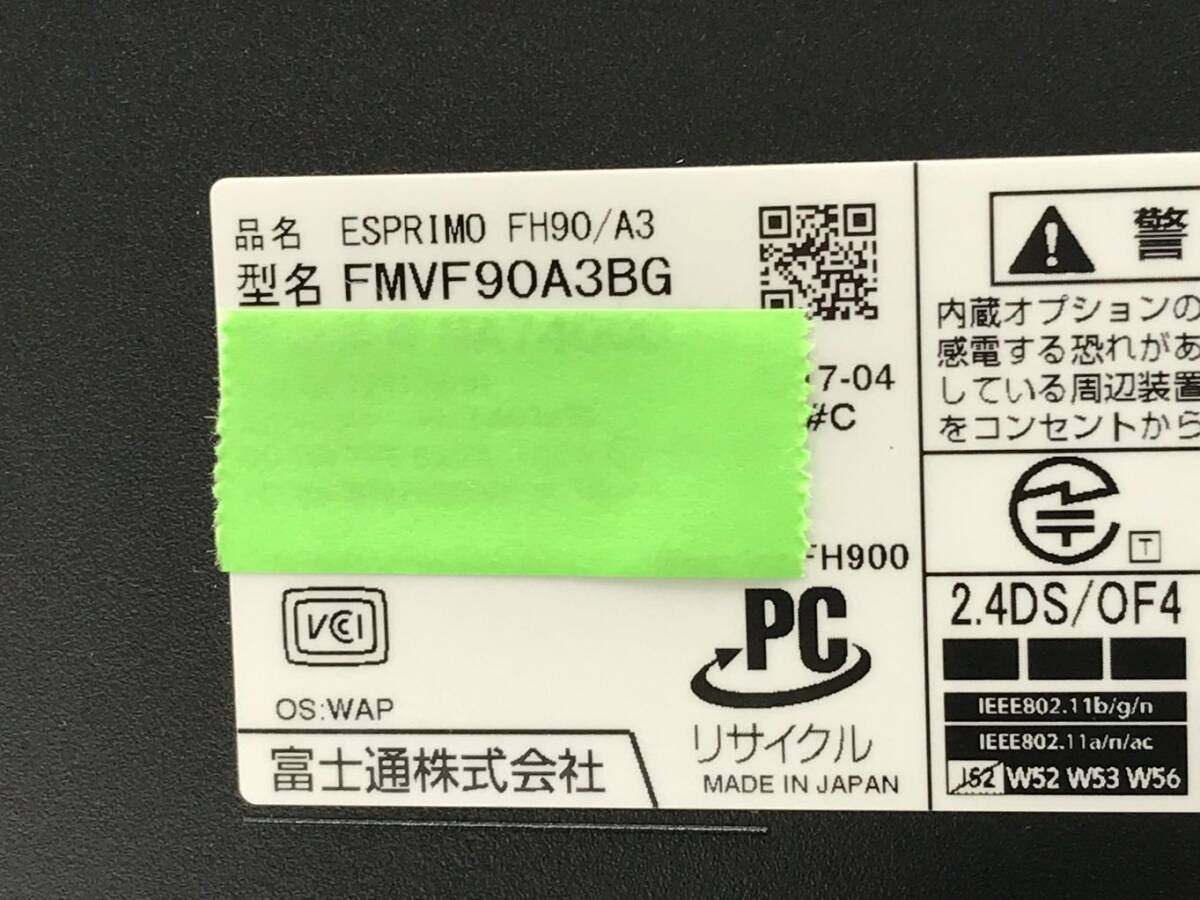 品名 ESPRIMO FH90/A3
型名 FMVF90A3BG
7-04
#C
FH900
VCCI
OS:WAP
PC
リサイクル
MADE IN JAPAN
富士通株式会社
警
内蔵オプションの
感電する恐れがあ
している周辺装置
をコンセントから
T
2.4DS/OF4
IEEE802.11b/g/n
IEEE802.11a/n/ac
J52 W52 W53 W56